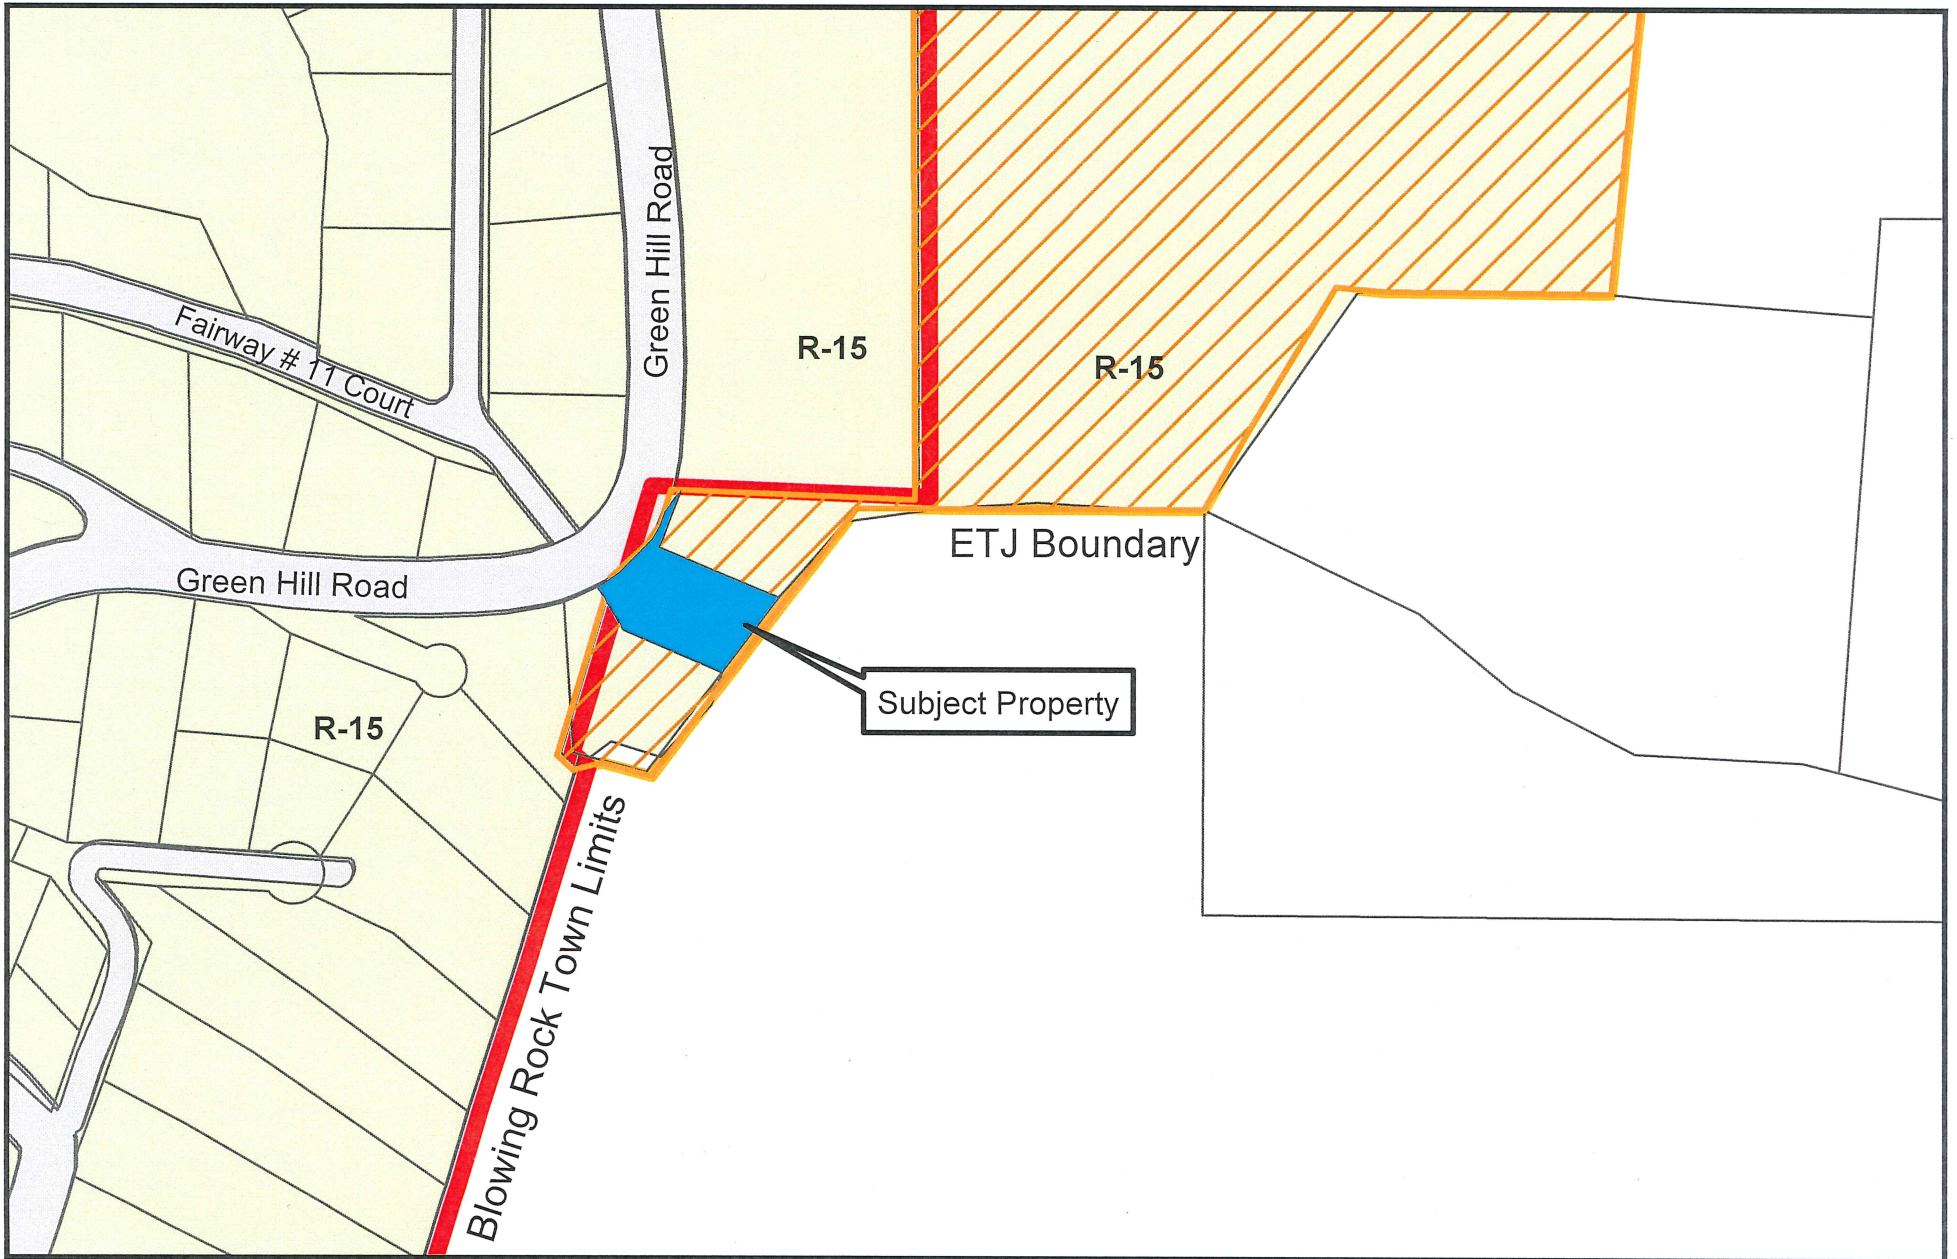 Green Hill Road
Fairway # 11 Court
R-15
R-15
ETJ Boundary
Green Hill Road
Subject Property
R-15
Blowing Rock Town Limits